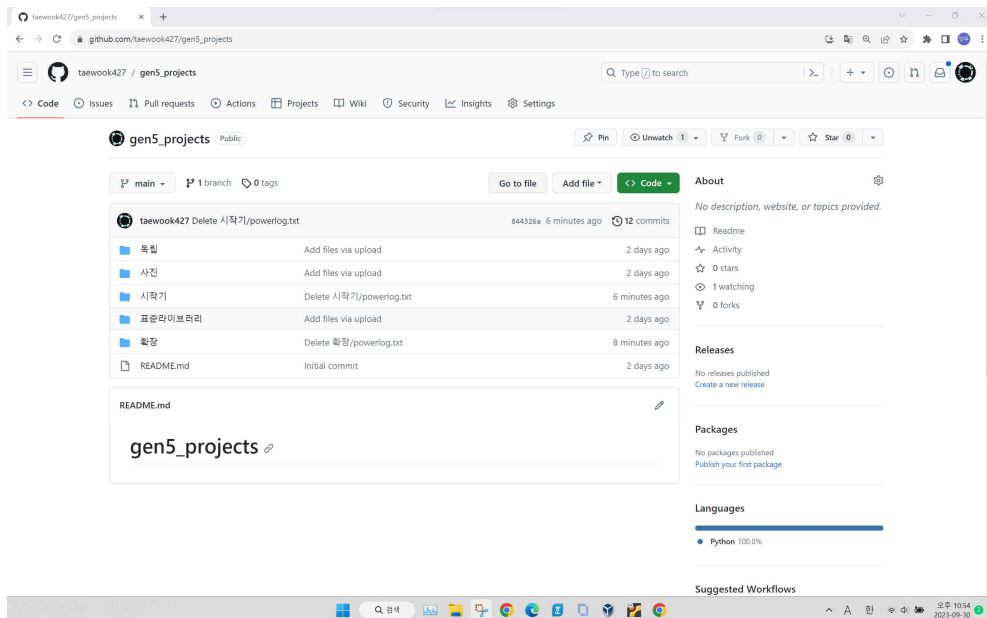 taewook427/gen5_projects
github.com/taewook427/gen5_projects
taewook427 / gen5_projects
Type / to search
Code Issues Pull requests Actions Projects Wiki Security Insights Settings
gen5_projects Public
Pin Unwatch 1 Fork 0 Star 0
main 1 branch 0 tags Go to file Add file Code
taewook427 Delete 시작기/powerlog.txt 844326a 6 minutes ago 12 commits
독립 Add files via upload 2 days ago
사진 Add files via upload 2 days ago
시작기 Delete 시작기/powerlog.txt 6 minutes ago
표준라이브러리 Add files via upload 2 days ago
확장 Delete 확장/powerlog.txt 8 minutes ago
README.md Initial commit 2 days ago
README.md
gen5_projects
About
No description, website, or topics provided.
Readme
Activity
0 stars
1 watching
0 forks
Releases
No releases published
Create a new release
Packages
No packages published
Publish your first package
Languages
Python 100.0%
Suggested Workflows
검색
A 한 오후 10:54
2023-09-30